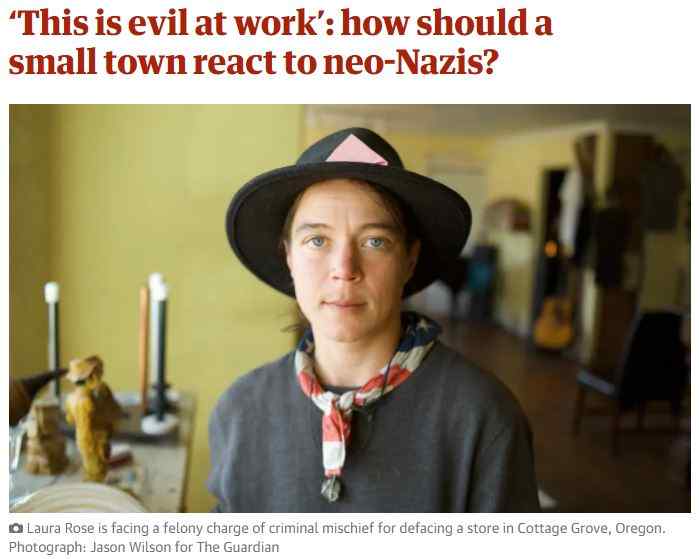 ‘This is evil at work’: how should a
small town react to neo-Nazis?
Laura Rose is facing a felony charge of criminal mischief for defacing a store in Cottage Grove, Oregon.
Photograph: Jason Wilson for The Guardian